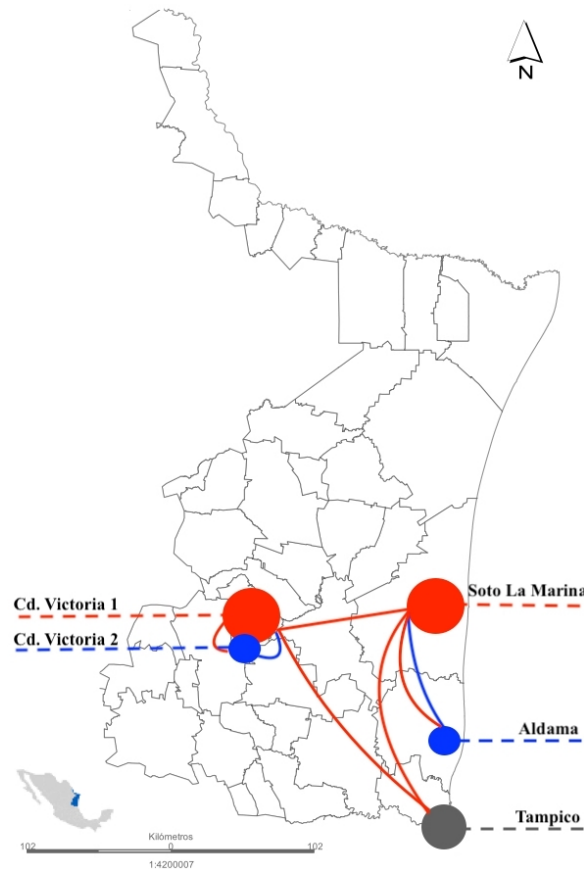 N
Cd. Victoria 1
Soto La Marina
Cd. Victoria 2
Aldama
Tampico
Kilómetros
102 0 102
1:4200007